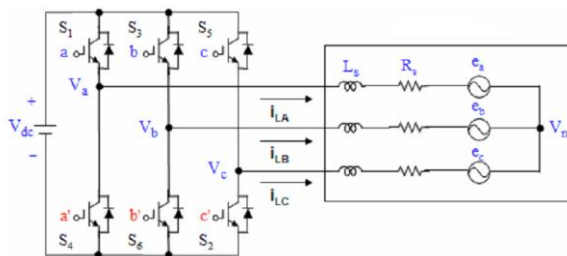 S1 S3 S5
a b c
Va
Ls Rs ea
+
Vdc
−
iLA
Vb
eb
Vn
iLB
Vc
ec
iLC
a' b' c'
S4 S6 S2